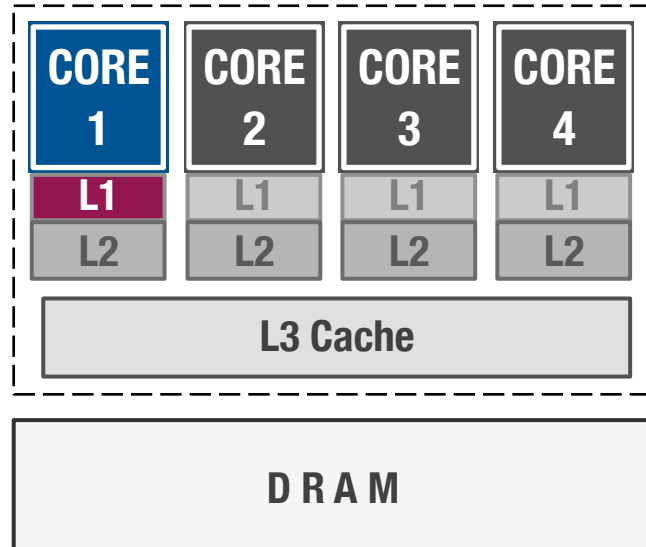 CORE 1
CORE 2
CORE 3
CORE 4
L1 L1 L1 L1
L2 L2 L2 L2
L3 Cache
DRAM